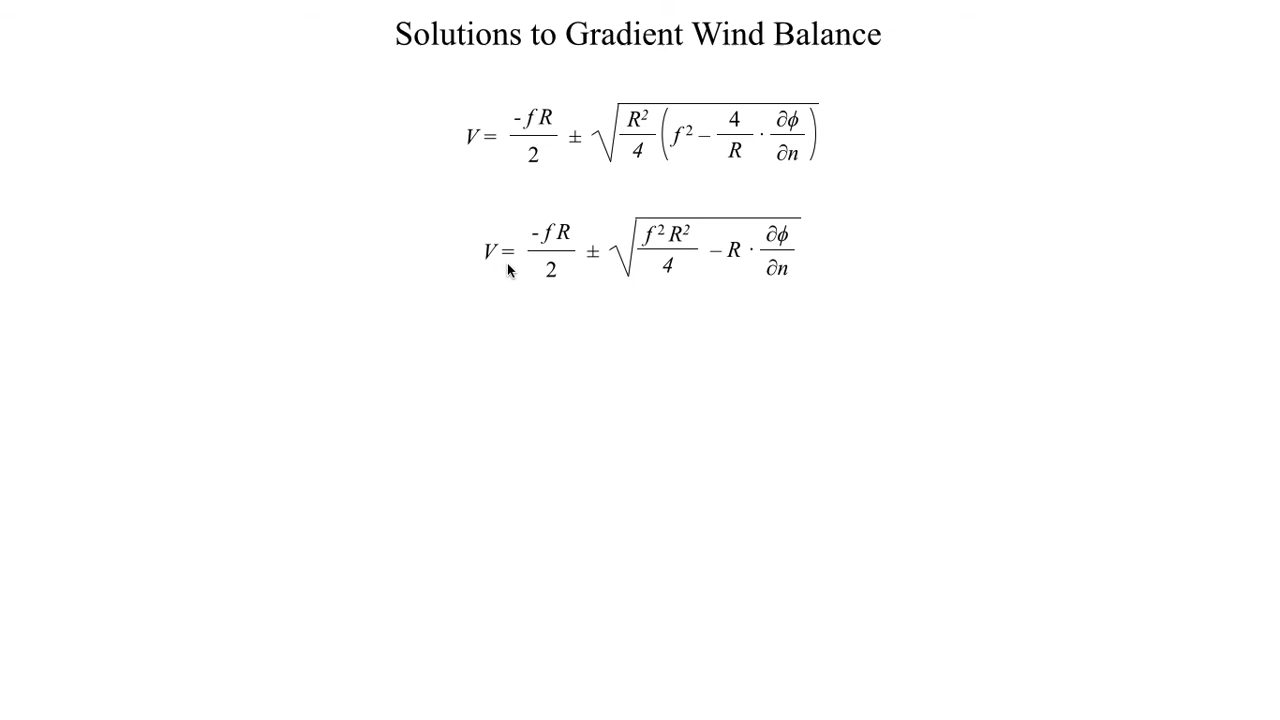 Solutions to Gradient Wind Balance
V = -fR/2 ± √(R²/4 (f² – 4/R · ∂ϕ/∂n))
V = -fR/2 ± √(f²R²/4 – R · ∂ϕ/∂n)